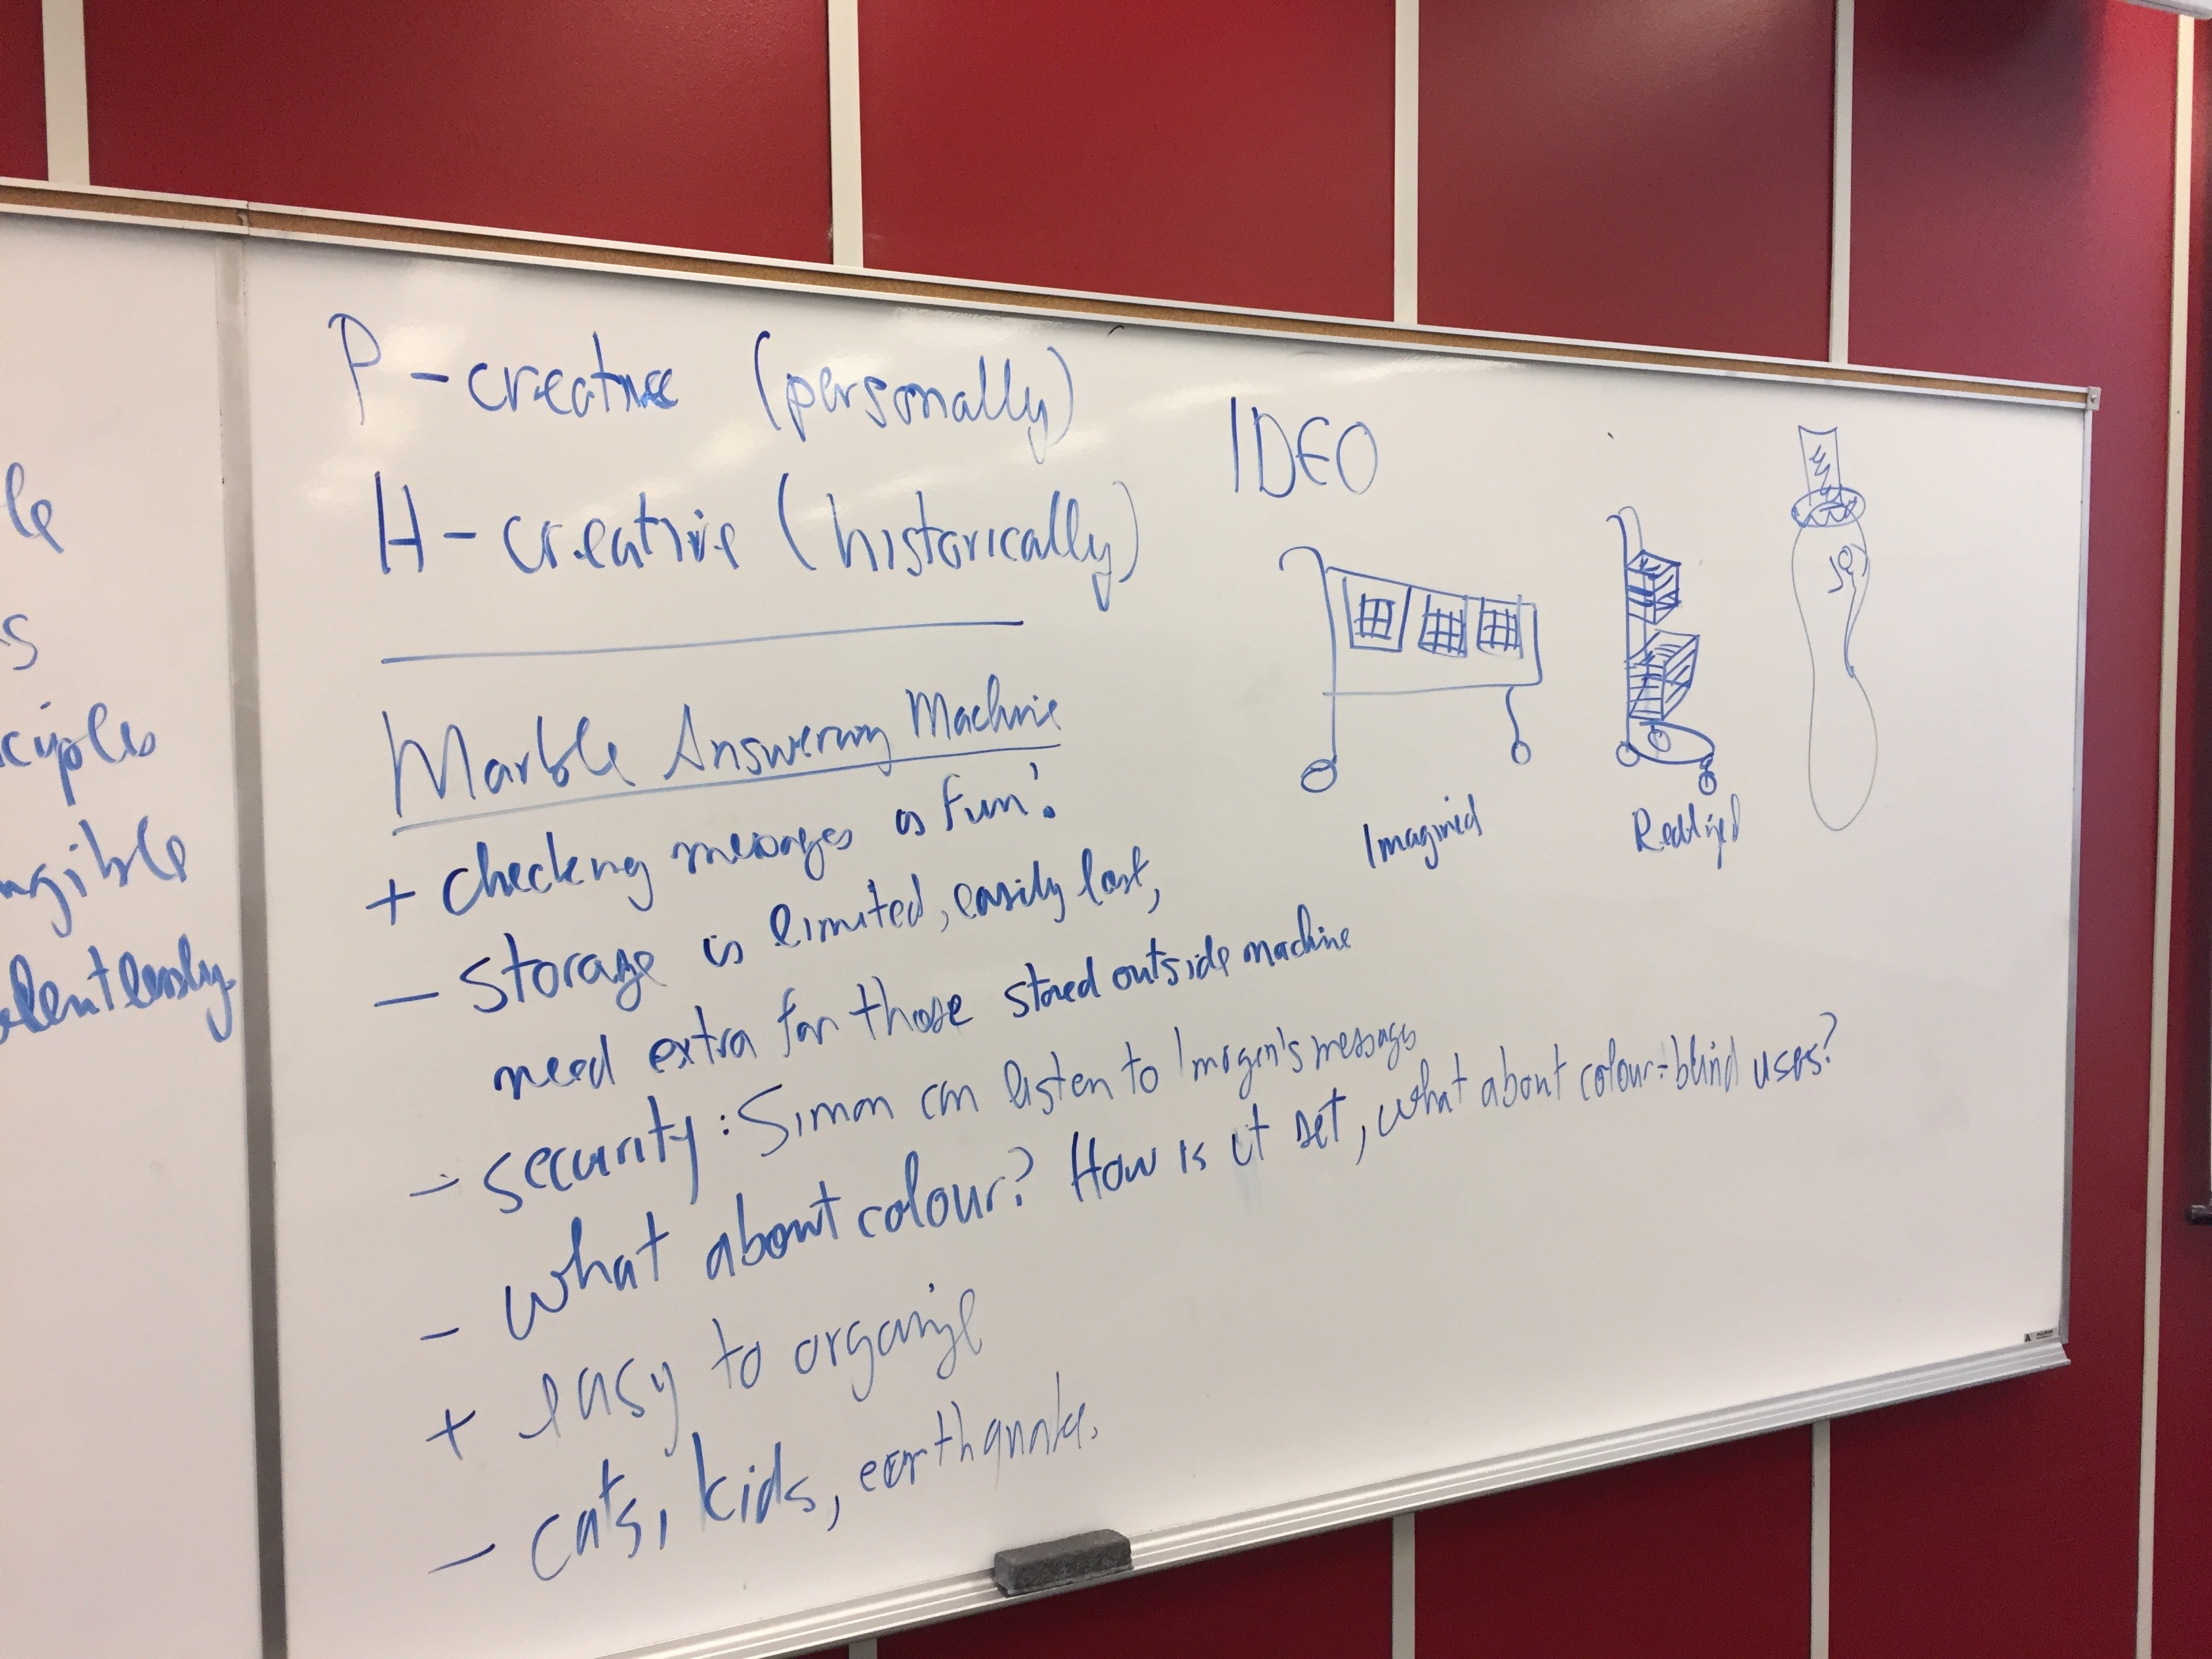 P-creative (personally)
H-creative (historically)
Marble Answering Machine
+ checking messages is fun!
- storage is limited, easily lost,
need extra for those stored outside machine
- security: Simon can listen to Imogen's messages
- what about colour? How is it set, what about colour-blind uses?
+ easy to organize
- cats, kids, earthquake.
IDEO
Imagined
Realized
le
s
ciples
ngible
lentlessly